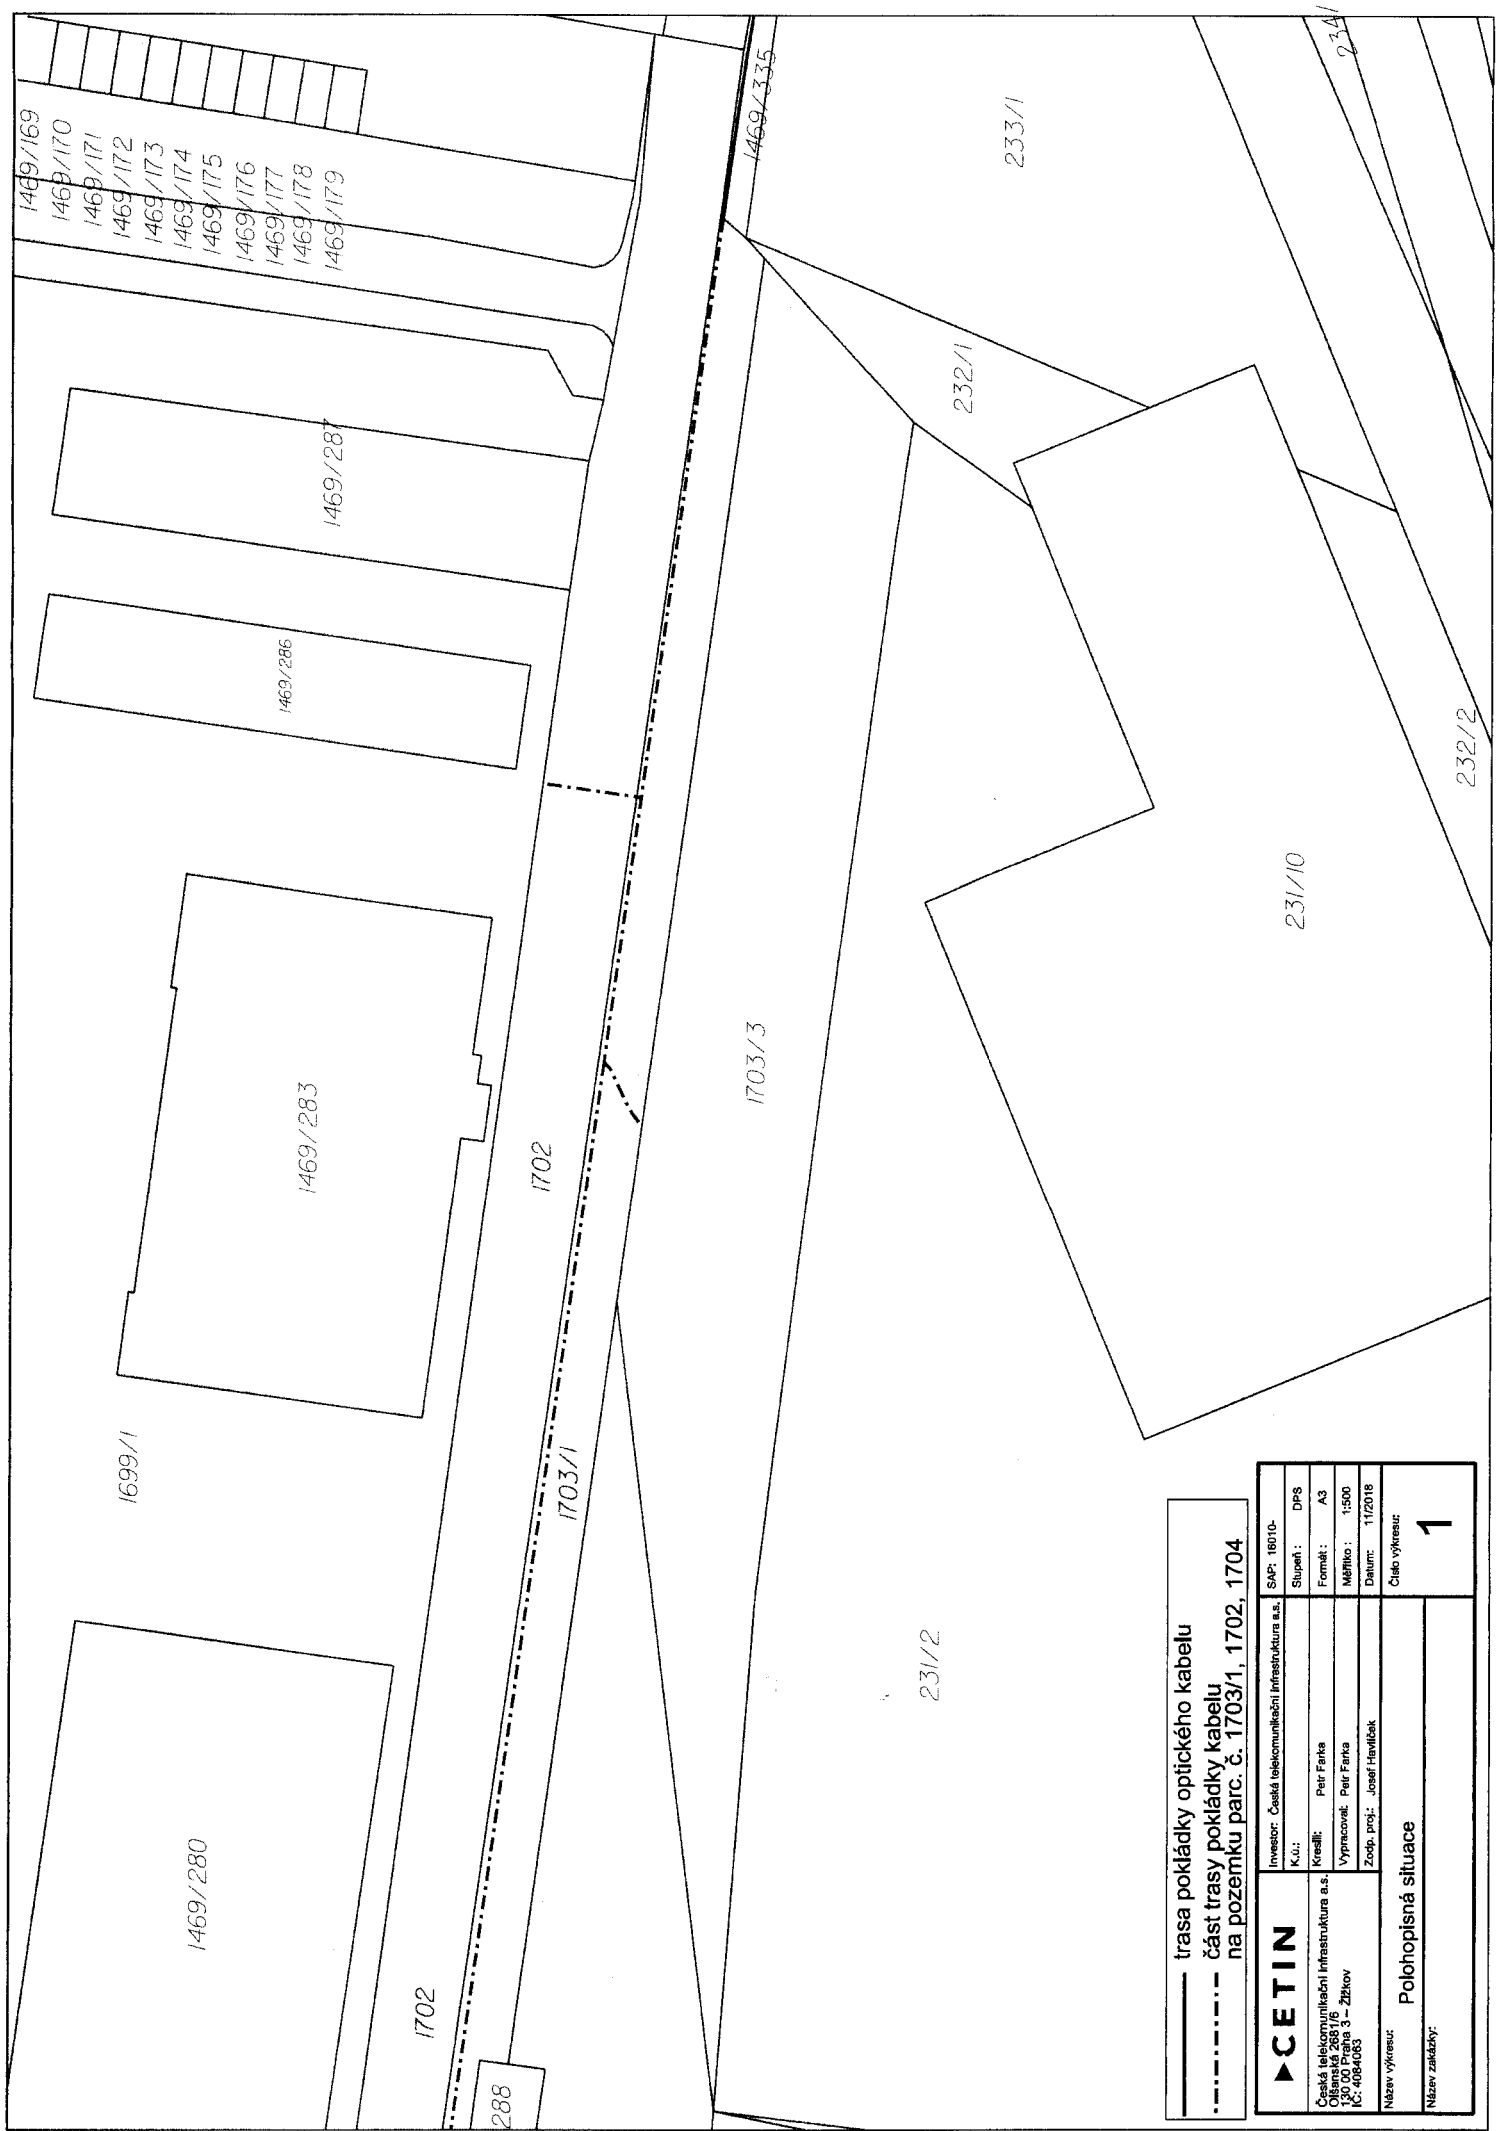 1469/169
1469/170
1469/171
1469/172
1469/173
1469/174
1469/175
1469/176
1469/177
1469/178
1469/179
1469/335
233/1
234/1
232/1
1469/287
1469/286
232/2
231/10
1469/283
1703/3
1702
1699/1
1703/1
231/2
1469/280
1702
288
trasa pokládky optického kabelu
část trasy pokládky kabelu
na pozemku parc. č. 1703/1, 1702, 1704
CETIN
Česká telekomunikační infrastruktura a.s.
Olšanská 2681/6
130 00 Praha 3 – Žižkov
IČ: 4084063
Investor: Česká telekomunikační infrastruktura a.s.
K.ú.:
Kreslil: Petr Farka
Vypracoval: Petr Farka
Zodp. proj.: Josef Havlíček
SAP: 16010-
Stupeň: DPS
Formát: A3
Měřítko: 1:500
Datum: 11/2018
Název výkresu:
Polohopisná situace
Číslo výkresu:
1
Název zakázky: